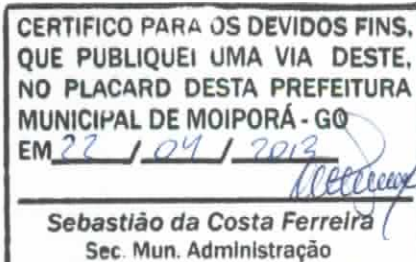 CERTIFICO PARA OS DEVIDOS FINS,
QUE PUBLIQUEI UMA VIA DESTE,
NO PLACARD DESTA PREFEITURA
MUNICIPAL DE MOIPORÁ - GO
EM 22 / 04 / 2013
Sebastião da Costa Ferreira
Sec. Mun. Administração